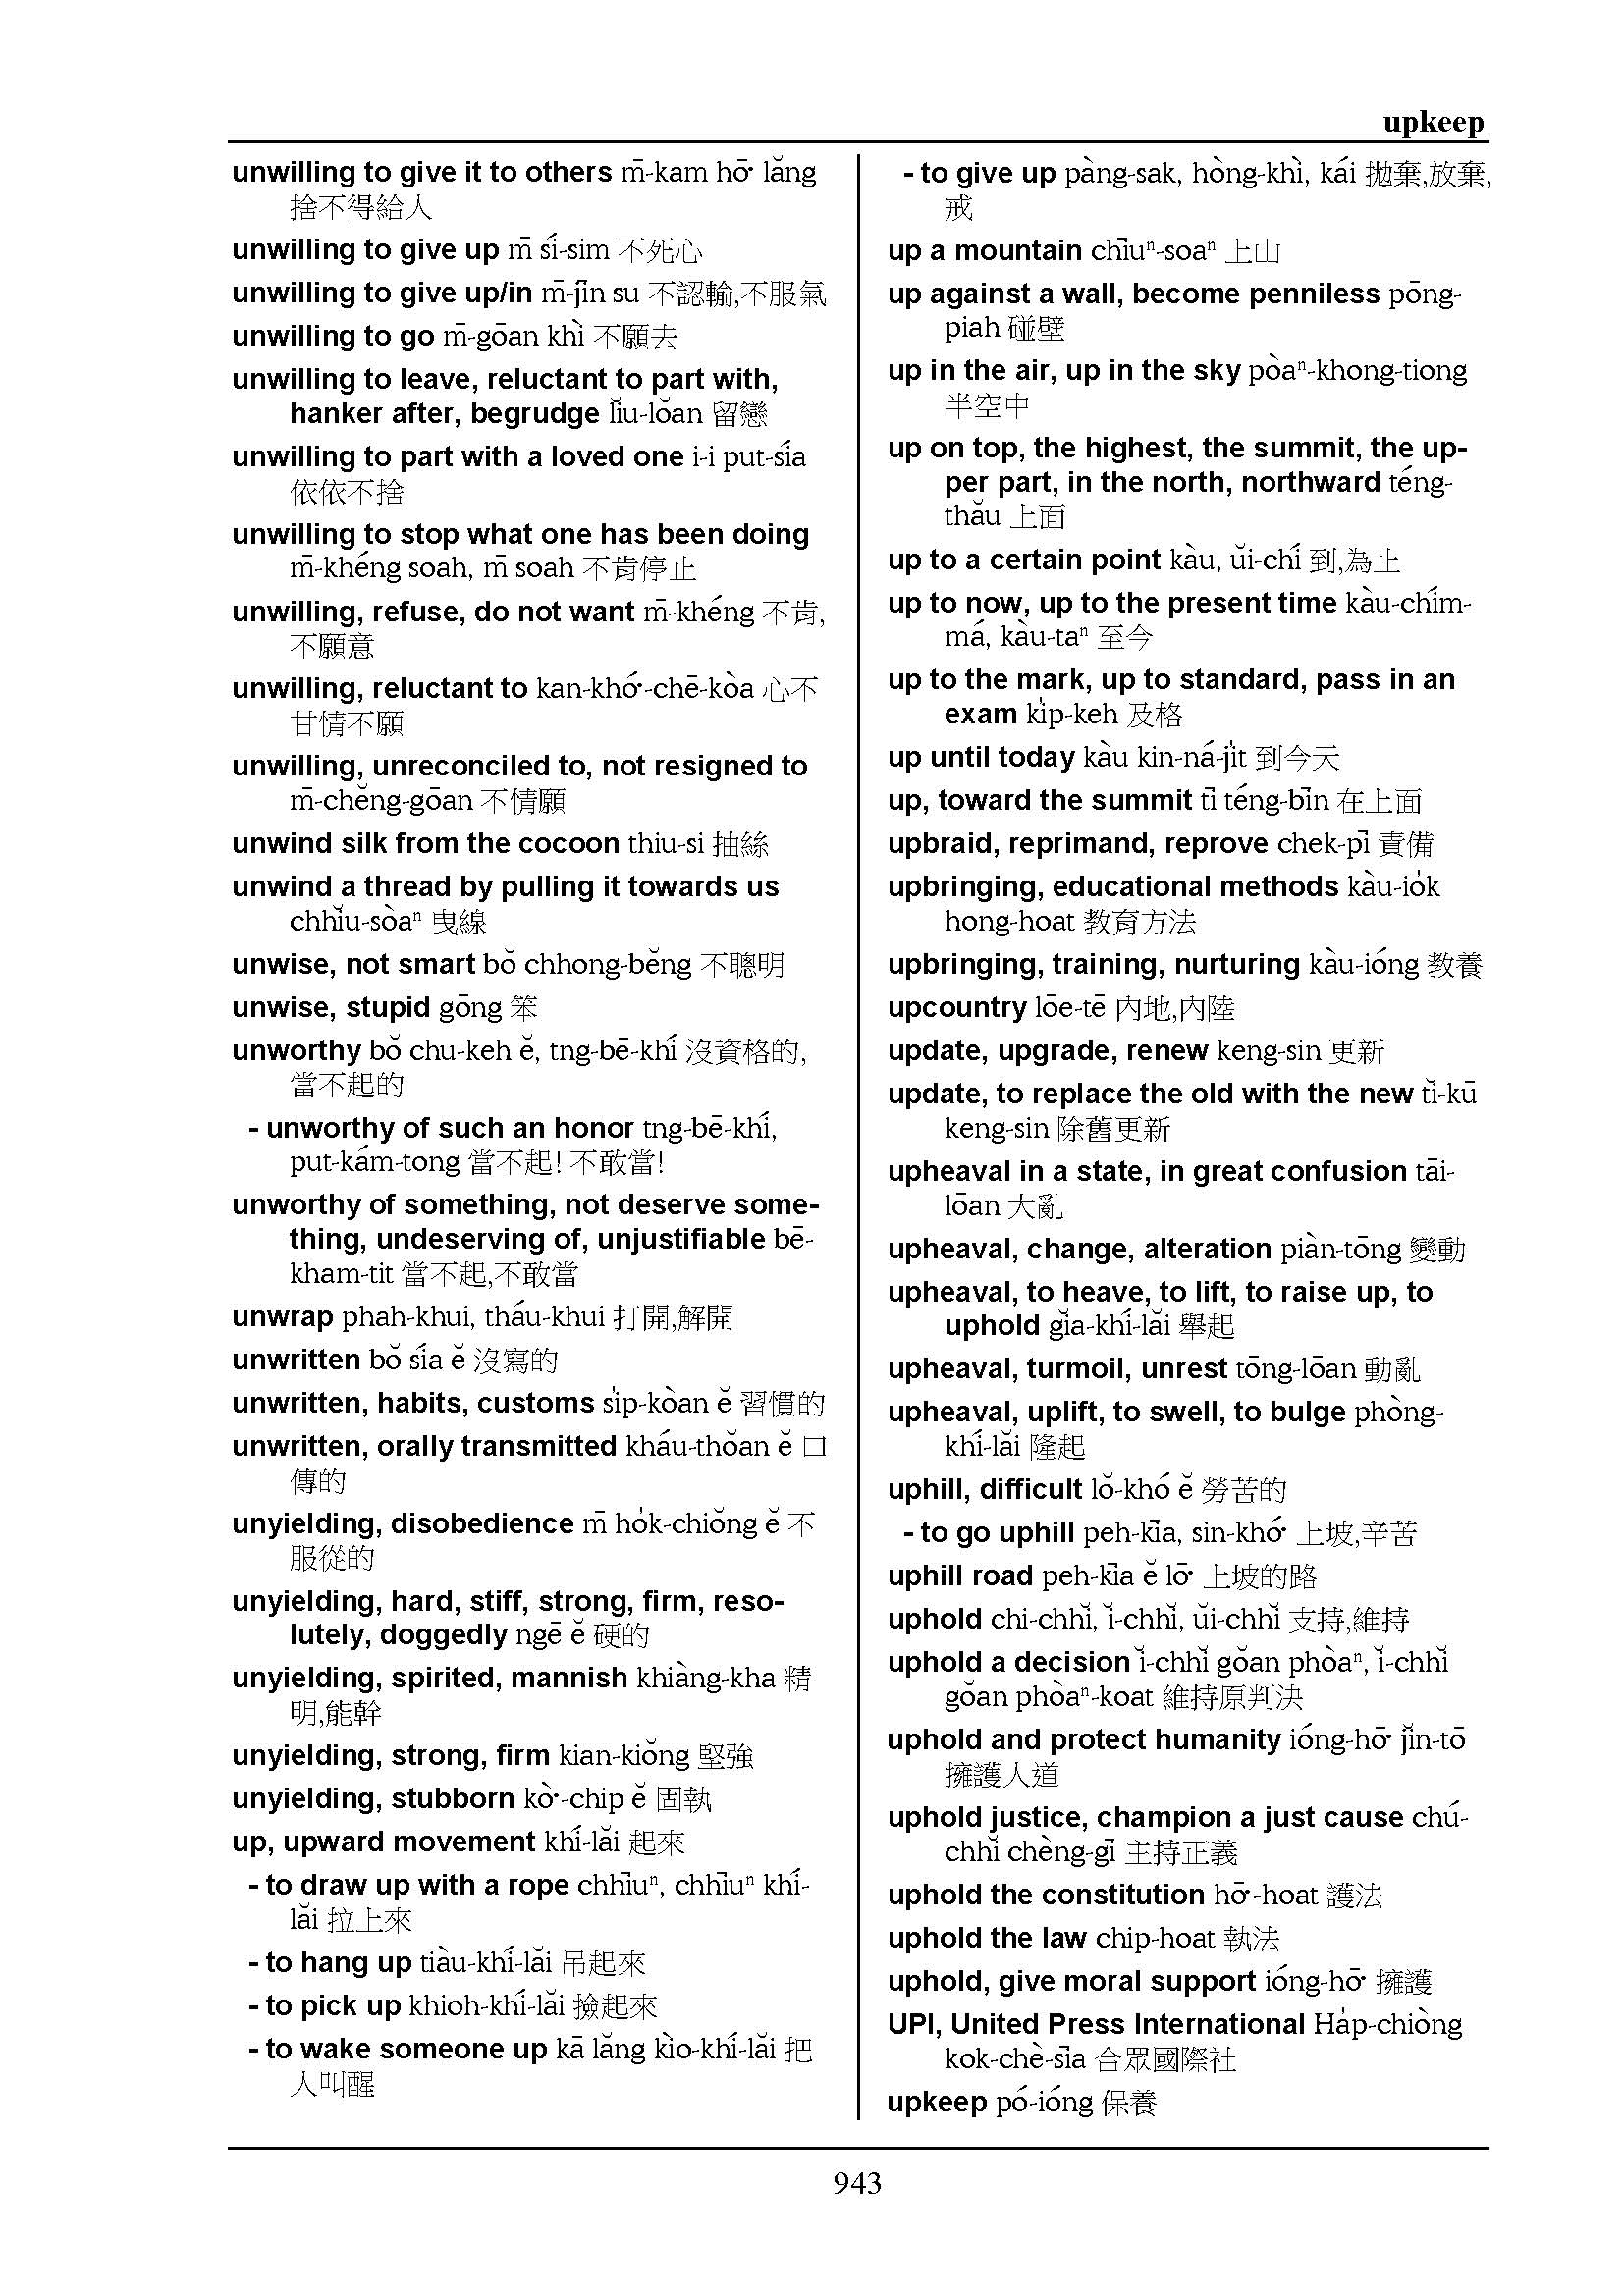 upkeep
unwilling to give it to others m̄-kam hō͘ lăng
捨不得給人
unwilling to give up m̄ sí-sim 不死心
unwilling to give up/in m̄-jīn su 不認輸,不服氣
unwilling to go m̄-gōan khì 不願去
unwilling to leave, reluctant to part with,
hanker after, begrudge lĭu-lŏan 留戀
unwilling to part with a loved one i-i put-sía
依依不捨
unwilling to stop what one has been doing
m̄-khéng soah, m̄ soah 不肯停止
unwilling, refuse, do not want m̄-khéng 不肯,
不願意
unwilling, reluctant to kan-khó͘-chē-kòa 心不
甘情不願
unwilling, unreconciled to, not resigned to
m̄-chĕng-gōan 不情願
unwind silk from the cocoon thiu-si 抽絲
unwind a thread by pulling it towards us
chhĭu-sòaⁿ 曳線
unwise, not smart bŏ chhong-bĕng 不聰明
unwise, stupid gōng 笨
unworthy bŏ chu-keh ĕ, tng-bē-khí 沒資格的,
當不起的
- unworthy of such an honor tng-bē-khí,
put-kám-tong 當不起! 不敢當!
unworthy of something, not deserve some-
thing, undeserving of, unjustifiable bē-
kham-tit 當不起,不敢當
unwrap phah-khui, tháu-khui 打開,解開
unwritten bŏ sía ĕ 沒寫的
unwritten, habits, customs si̍p-kòan ĕ 習慣的
unwritten, orally transmitted kháu-thŏan ĕ 口
傳的
unyielding, disobedience m̄ ho̍k-chiŏng ĕ 不
服從的
unyielding, hard, stiff, strong, firm, reso-
lutely, doggedly ngē ĕ 硬的
unyielding, spirited, mannish khiàng-kha 精
明,能幹
unyielding, strong, firm kian-kiŏng 堅強
unyielding, stubborn kò͘-chip ĕ 固執
up, upward movement khí-lăi 起來
- to draw up with a rope chhīuⁿ, chhīuⁿ khí-
lăi 拉上來
- to hang up tiàu-khí-lăi 吊起來
- to pick up khioh-khí-lăi 撿起來
- to wake someone up kā lăng kìo-khí-lăi 把
人叫醒
- to give up pàng-sak, hòng-khì, kái 拋棄,放棄,
戒
up a mountain chīuⁿ-soaⁿ 上山
up against a wall, become penniless pōng-
piah 碰壁
up in the air, up in the sky pòaⁿ-khong-tiong
半空中
up on top, the highest, the summit, the up-
per part, in the north, northward téng-
thău 上面
up to a certain point kàu, ŭi-chí 到,為止
up to now, up to the present time kàu-chím-
má, kàu-taⁿ 至今
up to the mark, up to standard, pass in an
exam ki̍p-keh 及格
up until today kàu kin-ná-ji̍t 到今天
up, toward the summit tī téng-bīn 在上面
upbraid, reprimand, reprove chek-pī 責備
upbringing, educational methods kàu-io̍k
hong-hoat 教育方法
upbringing, training, nurturing kàu-ióng 教養
upcountry lōe-tē 內地,內陸
update, upgrade, renew keng-sin 更新
update, to replace the old with the new tĭ-kū
keng-sin 除舊更新
upheaval in a state, in great confusion tāi-
lōan 大亂
upheaval, change, alteration piàn-tōng 變動
upheaval, to heave, to lift, to raise up, to
uphold gĭa-khí-lăi 舉起
upheaval, turmoil, unrest tōng-lōan 動亂
upheaval, uplift, to swell, to bulge phòng-
khí-lăi 隆起
uphill, difficult lŏ-khó ĕ 勞苦的
- to go uphill peh-kīa, sin-khó͘ 上坡,辛苦
uphill road peh-kīa ĕ lō͘ 上坡的路
uphold chi-chhĭ, ĭ-chhĭ, ŭi-chhĭ 支持,維持
uphold a decision ĭ-chhĭ gŏan phòaⁿ, ĭ-chhĭ
gŏan phòaⁿ-koat 維持原判決
uphold and protect humanity ióng-hō͘ jĭn-tō
擁護人道
uphold justice, champion a just cause chú-
chhĭ chèng-gī 主持正義
uphold the constitution hō͘-hoat 護法
uphold the law chip-hoat 執法
uphold, give moral support ióng-hō͘ 擁護
UPI, United Press International Ha̍p-chiòng
kok-chè-sīa 合眾國際社
upkeep pó-ióng 保養
943